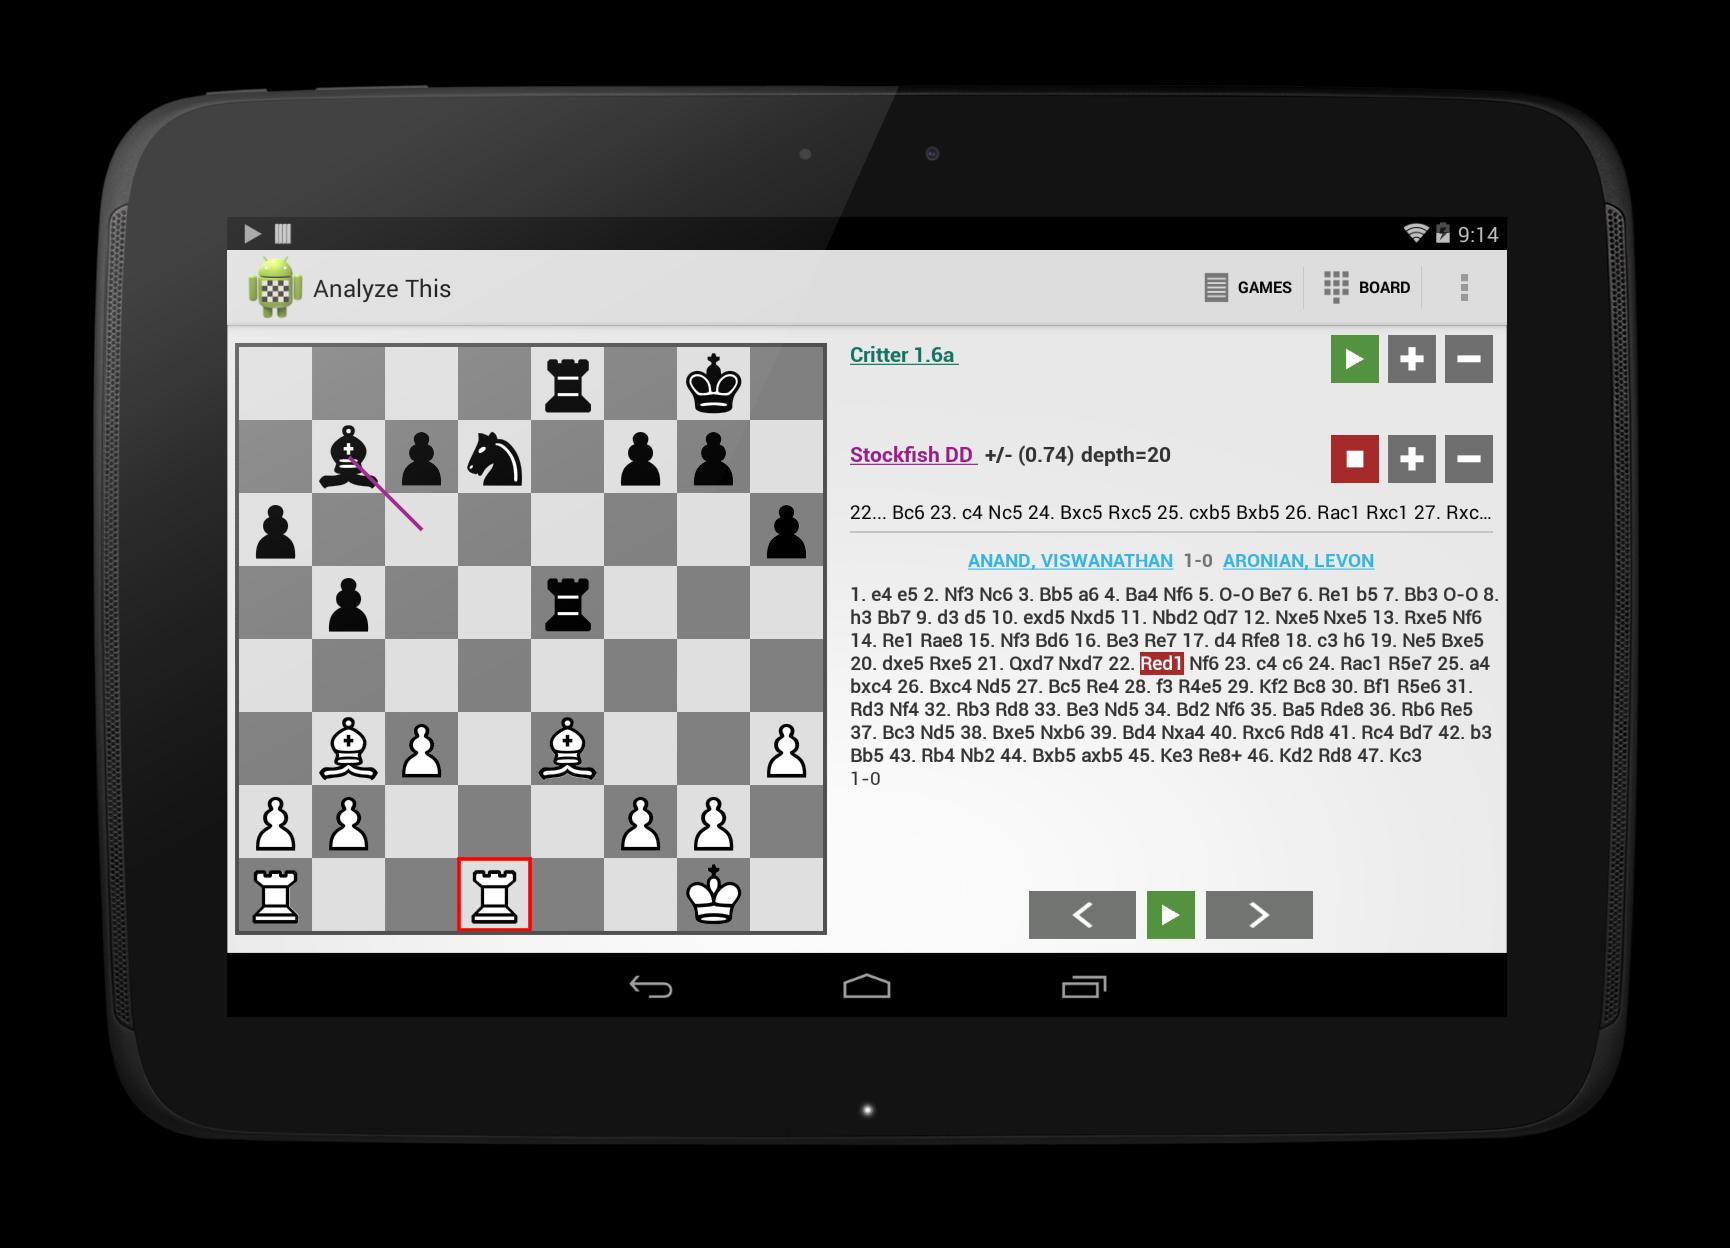 9:14
Analyze This
GAMES
BOARD
Critter 1.6a
Stockfish DD +/- (0.74) depth=20
22... Bc6 23. c4 Nc5 24. Bxc5 Rxc5 25. cxb5 Bxb5 26. Rac1 Rxc1 27. Rxc...
ANAND, VISWANATHAN 1-0 ARONIAN, LEVON
1. e4 e5 2. Nf3 Nc6 3. Bb5 a6 4. Ba4 Nf6 5. O-O Be7 6. Re1 b5 7. Bb3 O-O 8.
h3 Bb7 9. d3 d5 10. exd5 Nxd5 11. Nbd2 Qd7 12. Nxe5 Nxe5 13. Rxe5 Nf6
14. Re1 Rae8 15. Nf3 Bd6 16. Be3 Re7 17. d4 Rfe8 18. c3 h6 19. Ne5 Bxe5
20. dxe5 Rxe5 21. Qxd7 Nxd7 22. Red1 Nf6 23. c4 c6 24. Rac1 R5e7 25. a4
bxc4 26. Bxc4 Nd5 27. Bc5 Re4 28. f3 R4e5 29. Kf2 Bc8 30. Bf1 R5e6 31.
Rd3 Nf4 32. Rb3 Rd8 33. Be3 Nd5 34. Bd2 Nf6 35. Ba5 Rde8 36. Rb6 Re5
37. Bc3 Nd5 38. Bxe5 Nxb6 39. Bd4 Nxa4 40. Rxc6 Rd8 41. Rc4 Bd7 42. b3
Bb5 43. Rb4 Nb2 44. Bxb5 axb5 45. Ke3 Re8+ 46. Kd2 Rd8 47. Kc3
1-0